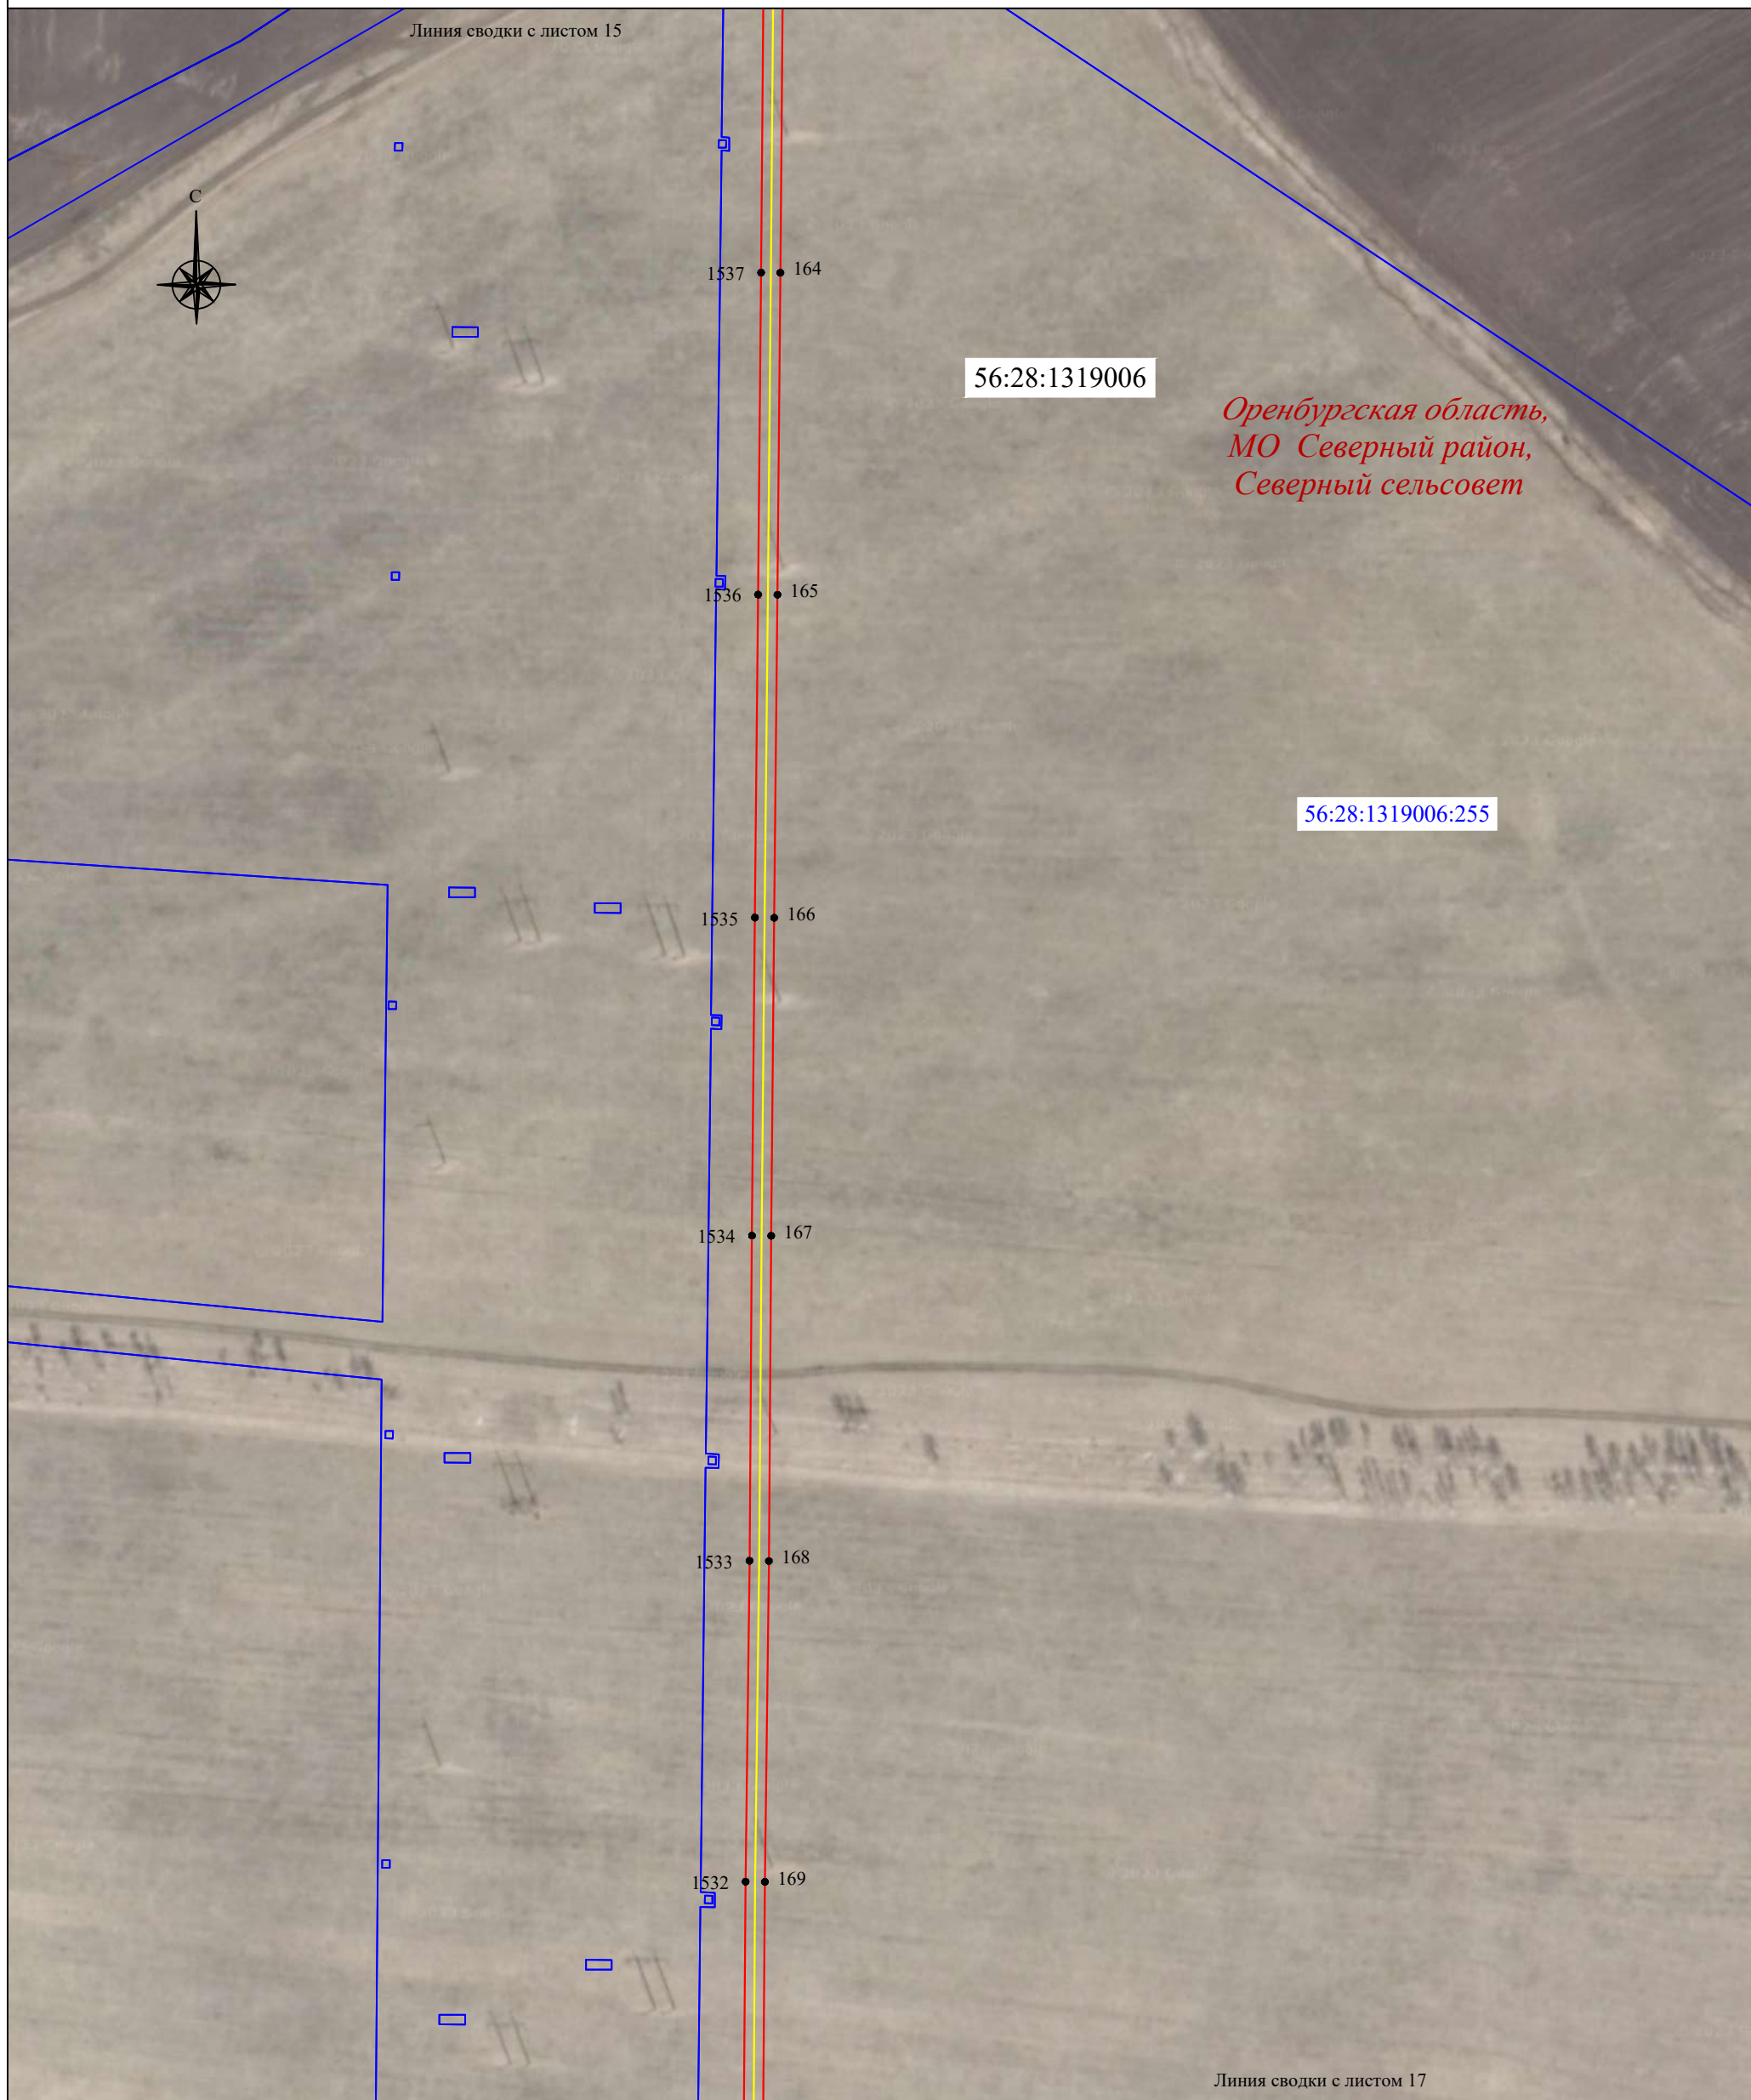 Линия сводки с листом 15
С
1537
164
56:28:1319006
Оренбургская область,
МО Северный район,
Северный сельсовет
1536
165
56:28:1319006:255
1535
166
1534
167
1533
168
1532
169
Линия сводки с листом 17